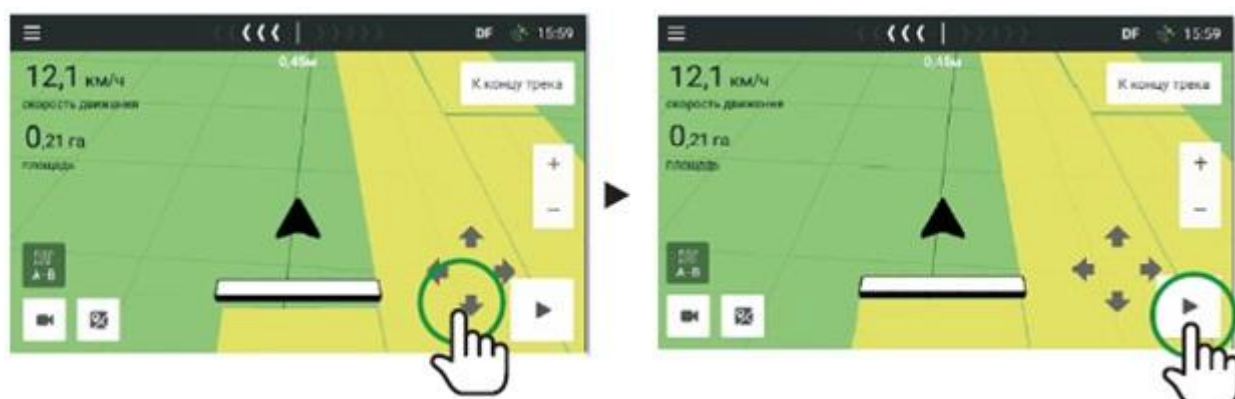 DF 15:59
0,45м
12,1 км/ч
скорость движения
К концу трека
0,21 га
площадь
+
−
A-B
DF 15:59
12,1 км/ч
скорость движения
К концу трека
0,21 га
площадь
+
−
A-B